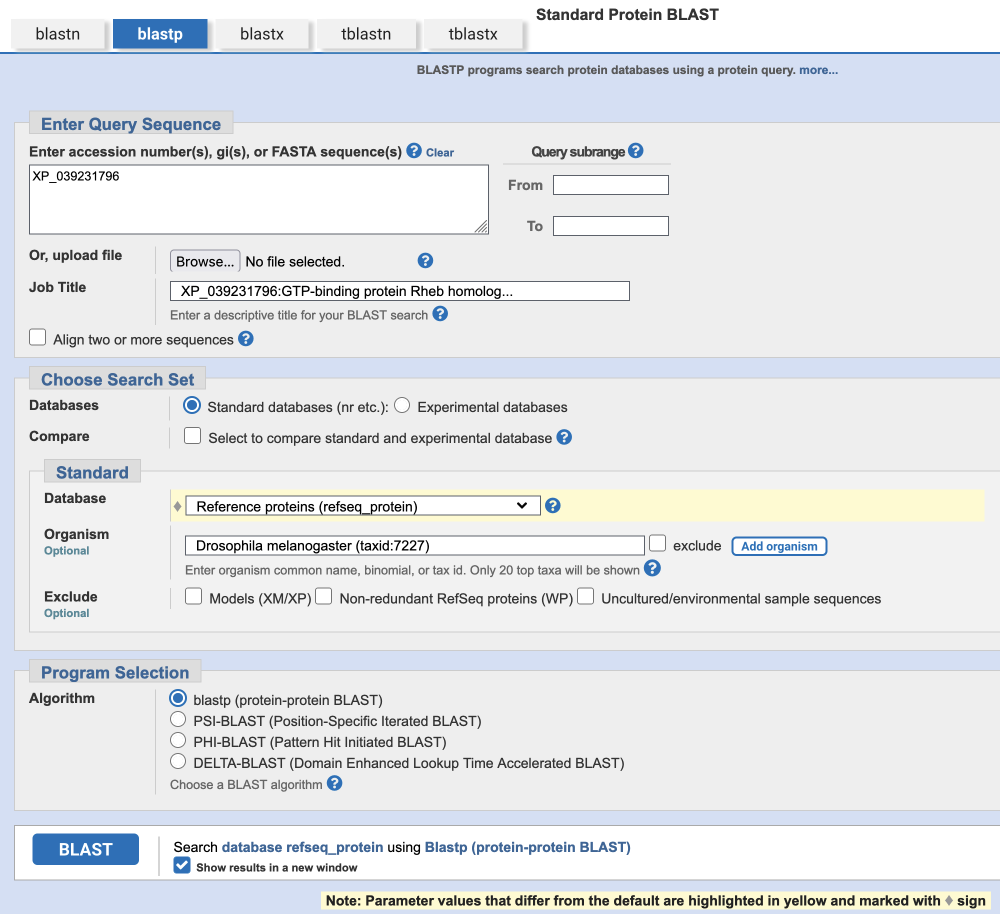 Standard Protein BLAST
blastn blastp blastx tblastn tblastx
BLASTP programs search protein databases using a protein query. more...
Enter Query Sequence
Enter accession number(s), gi(s), or FASTA sequence(s) ? Clear
Query subrange ?
XP_039231796
From
To
Or, upload file
Browse... No file selected. ?
Job Title
XP_039231796:GTP-binding protein Rheb homolog...
Enter a descriptive title for your BLAST search ?
Align two or more sequences ?
Choose Search Set
Databases
Standard databases (nr etc.): Experimental databases
Compare
Select to compare standard and experimental database ?
Standard
Database
Reference proteins (refseq_protein) ?
Organism
Optional
Drosophila melanogaster (taxid:7227) exclude Add organism
Enter organism common name, binomial, or tax id. Only 20 top taxa will be shown ?
Exclude
Optional
Models (XM/XP) Non-redundant RefSeq proteins (WP) Uncultured/environmental sample sequences
Program Selection
Algorithm
blastp (protein-protein BLAST)
PSI-BLAST (Position-Specific Iterated BLAST)
PHI-BLAST (Pattern Hit Initiated BLAST)
DELTA-BLAST (Domain Enhanced Lookup Time Accelerated BLAST)
Choose a BLAST algorithm ?
BLAST
Search database refseq_protein using Blastp (protein-protein BLAST)
Show results in a new window
Note: Parameter values that differ from the default are highlighted in yellow and marked with ♦ sign